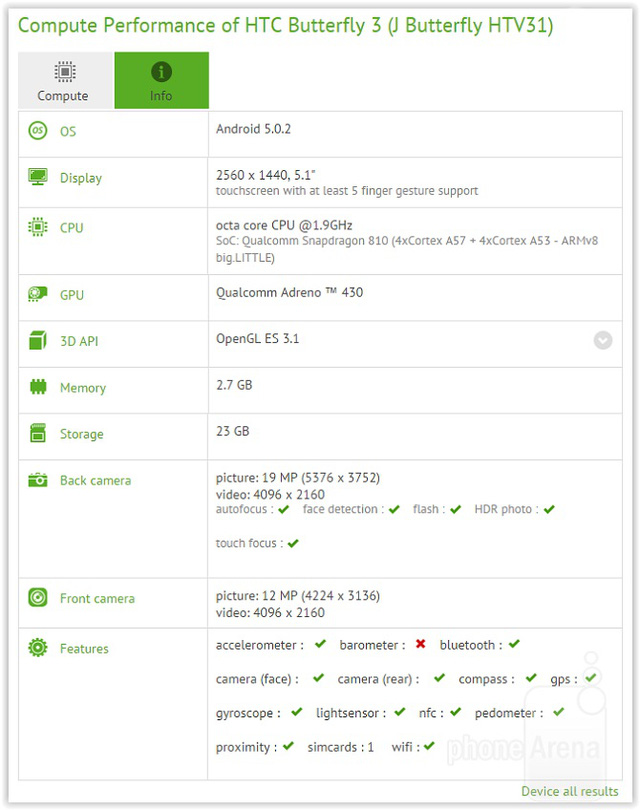 Compute Performance of HTC Butterfly 3 (J Butterfly HTV31)
Compute
Info
OS
Android 5.0.2
Display
2560 x 1440, 5.1"
touchscreen with at least 5 finger gesture support
CPU
octa core CPU @1.9GHz
SoC: Qualcomm Snapdragon 810 (4xCortex A57 + 4xCortex A53 - ARMv8
big.LITTLE)
GPU
Qualcomm Adreno ™ 430
3D API
OpenGL ES 3.1
Memory
2.7 GB
Storage
23 GB
Back camera
picture: 19 MP (5376 x 3752)
video: 4096 x 2160
autofocus : face detection : flash : HDR photo :
touch focus :
Front camera
picture: 12 MP (4224 x 3136)
video: 4096 x 2160
Features
accelerometer : barometer : bluetooth :
camera (face) : camera (rear) : compass : gps :
gyroscope : lightsensor : nfc : pedometer :
proximity : simcards : 1 wifi :
phoneArena
Device all results